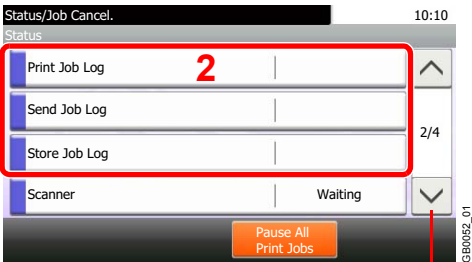 Status/Job Cancel.
10:10
Status
Print Job Log
2
Send Job Log
Store Job Log
2/4
Scanner
Waiting
Pause All
Print Jobs
GB0052_01